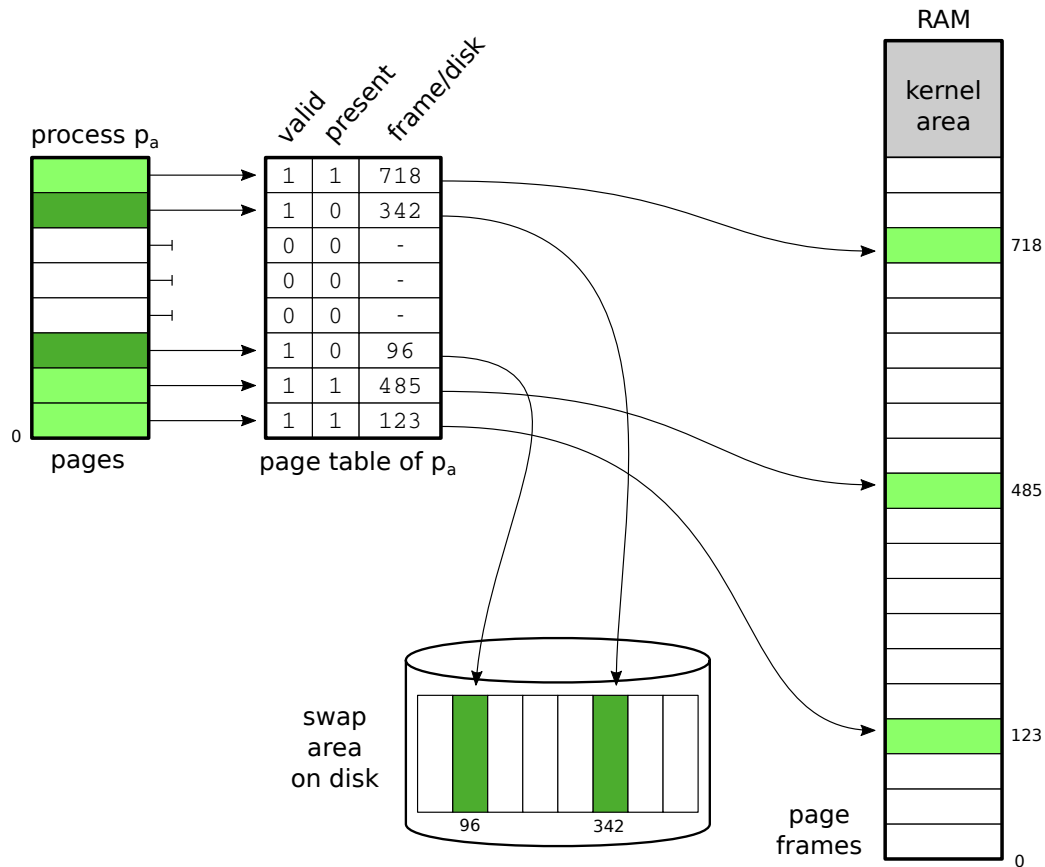 RAM
kernel
area
valid
present
frame/disk
process pₐ
1 1 718
1 0 342
0 0 -
0 0 -
0 0 -
1 0 96
1 1 485
1 1 123
0
pages
page table of pₐ
718
485
123
swap
area
on disk
96
342
page
frames
0